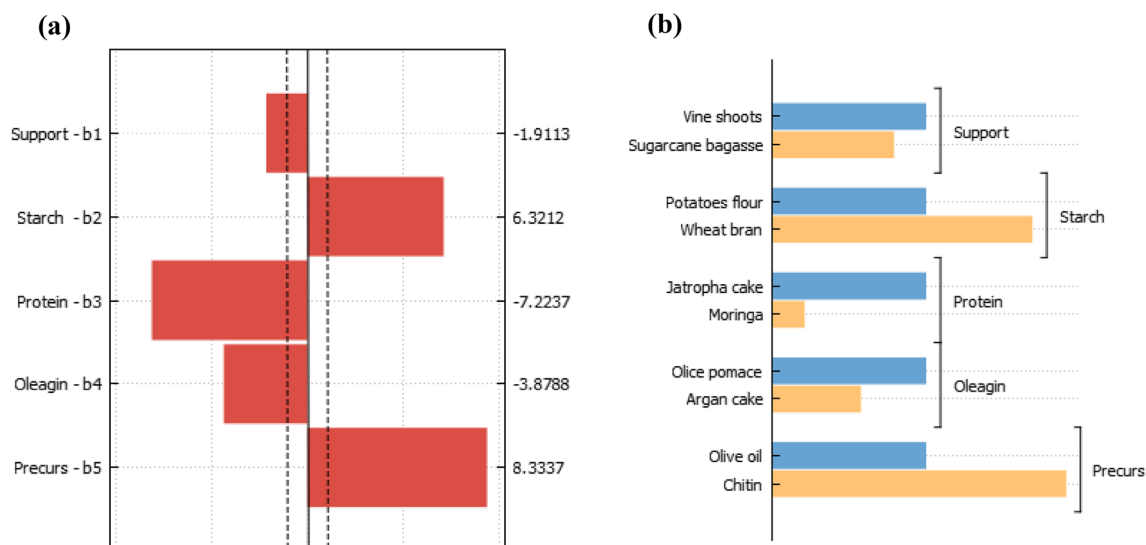 (a)
Support - b1
-1.9113
Starch - b2
6.3212
Protein - b3
-7.2237
Oleagin - b4
-3.8788
Precurs - b5
8.3337
(b)
Vine shoots
Sugarcane bagasse
Support
Potatoes flour
Wheat bran
Starch
Jatropha cake
Moringa
Protein
Olice pomace
Argan cake
Oleagin
Olive oil
Chitin
Precurs